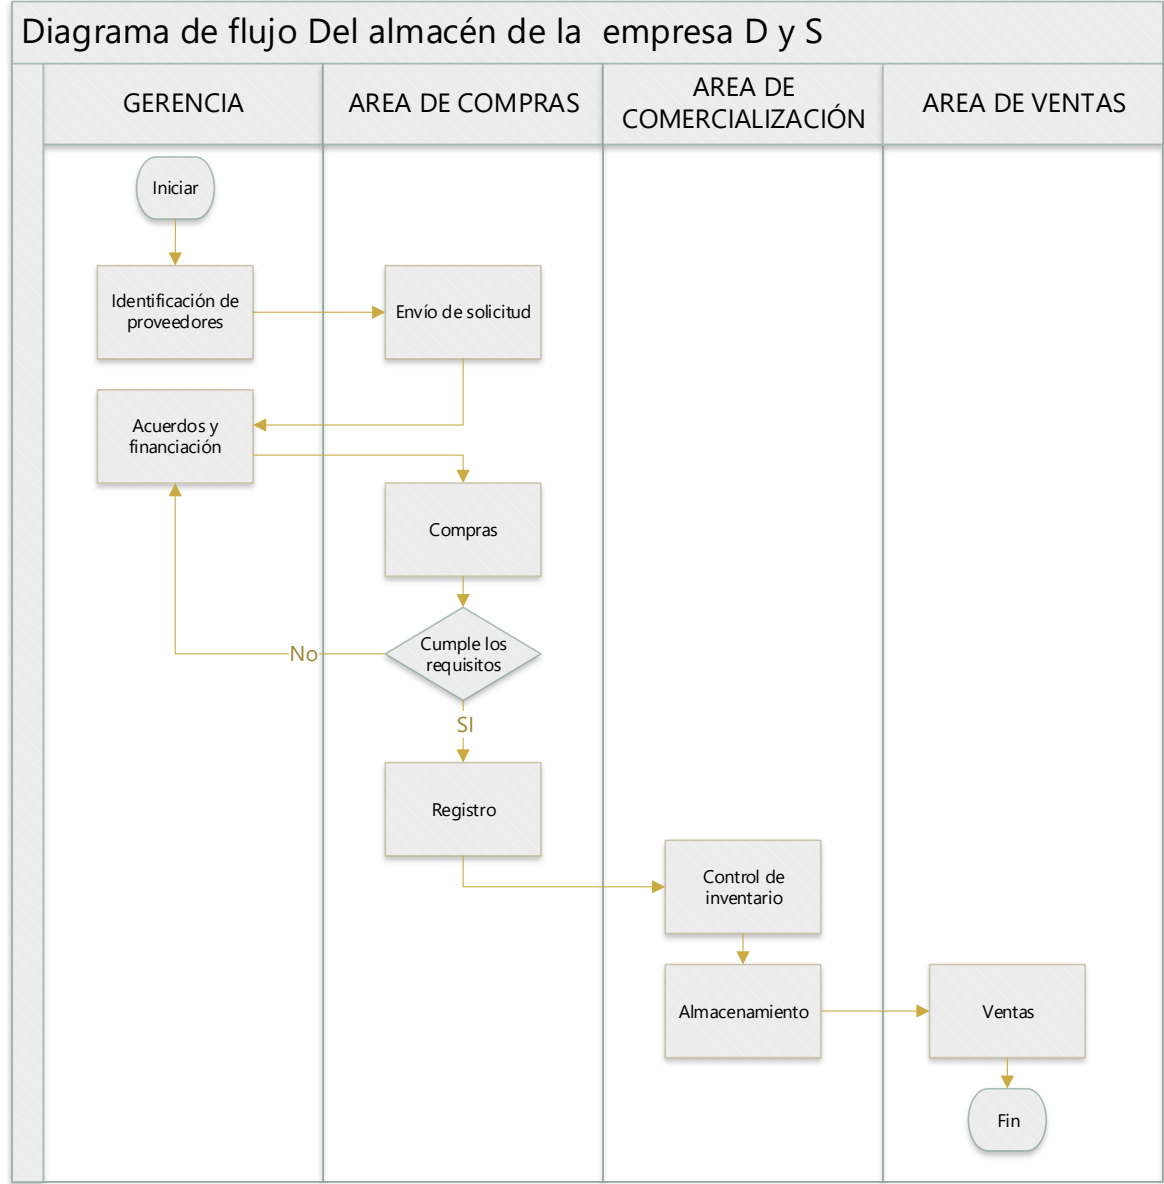 Diagrama de flujo Del almacén de la  empresa D y S
GERENCIA
AREA DE COMPRAS
AREA DE
COMERCIALIZACIÓN
AREA DE VENTAS
Iniciar
Identificación de
proveedores
Envío de solicitud
Acuerdos y
financiación
Compras
Cumple los
requisitos
No
SI
Registro
Control de
inventario
Almacenamiento
Ventas
Fin